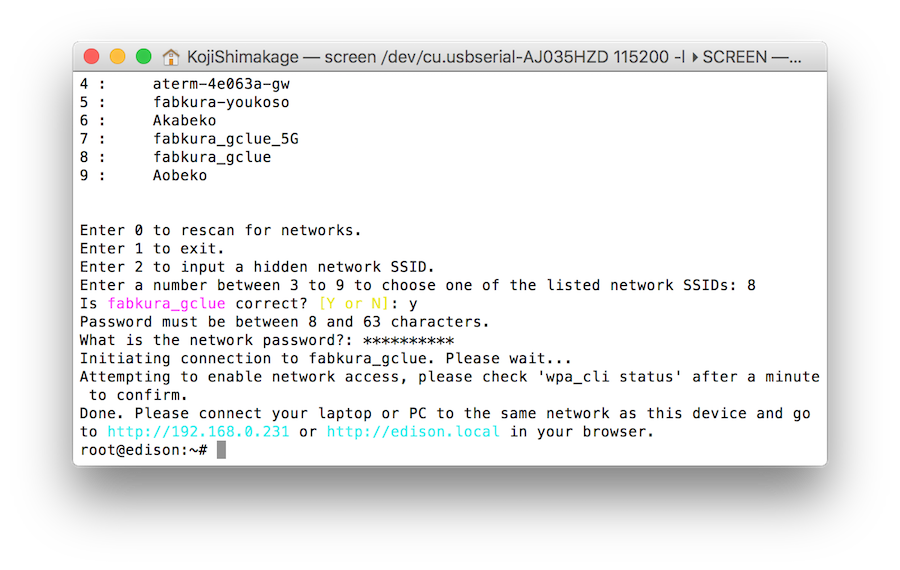 KojiShimakage — screen /dev/cu.usbserial-AJ035HZD 115200 -l ▸ SCREEN —...
4 :     aterm-4e063a-gw
5 :     fabkura-youkoso
6 :     Akabeko
7 :     fabkura_gclue_5G
8 :     fabkura_gclue
9 :     Aobeko
Enter 0 to rescan for networks.
Enter 1 to exit.
Enter 2 to input a hidden network SSID.
Enter a number between 3 to 9 to choose one of the listed network SSIDs: 8
Is fabkura_gclue correct? [Y or N]: y
Password must be between 8 and 63 characters.
What is the network password?: **********
Initiating connection to fabkura_gclue. Please wait...
Attempting to enable network access, please check 'wpa_cli status' after a minute
 to confirm.
Done. Please connect your laptop or PC to the same network as this device and go
to http://192.168.0.231 or http://edison.local in your browser.
root@edison:~#